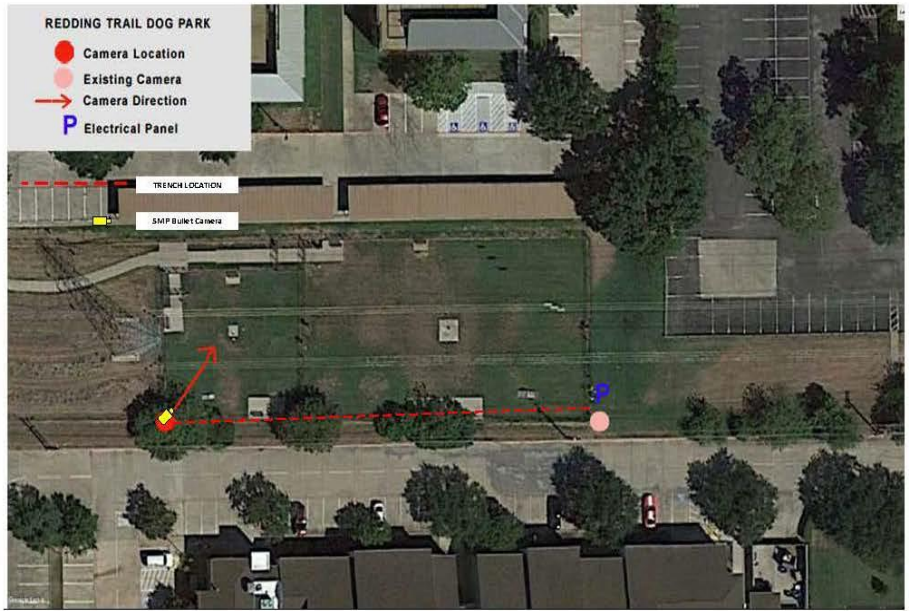 REDDING TRAIL DOG PARK
Camera Location
Existing Camera
Camera Direction
P Electrical Panel
TRENCH LOCATION
5MP Bullet Camera
P